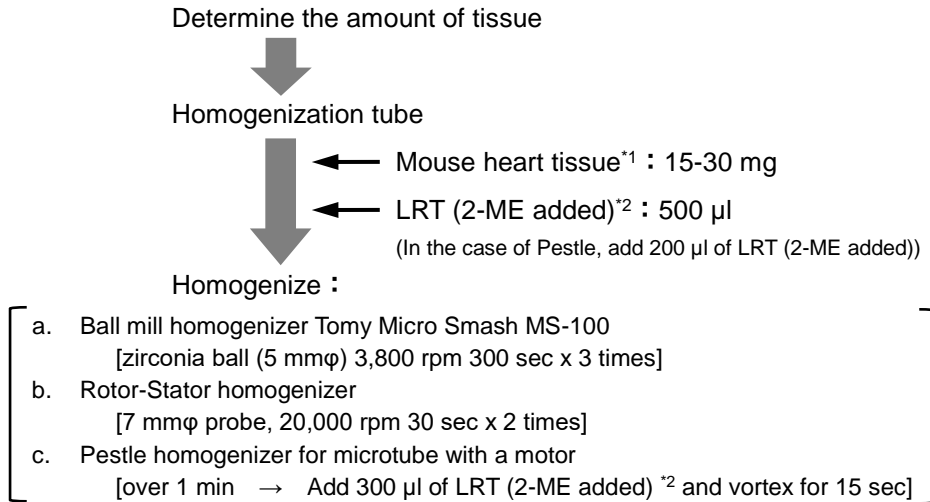 Determine the amount of tissue
Homogenization tube
Mouse heart tissue*1：15-30 mg
LRT (2-ME added)*2：500 µl
(In the case of Pestle, add 200 µl of LRT (2-ME added))
Homogenize：
a. Ball mill homogenizer Tomy Micro Smash MS-100
[zirconia ball (5 mmφ) 3,800 rpm 300 sec x 3 times]
b. Rotor-Stator homogenizer
[7 mmφ probe, 20,000 rpm 30 sec x 2 times]
c. Pestle homogenizer for microtube with a motor
[over 1 min → Add 300 µl of LRT (2-ME added) *2 and vortex for 15 sec]